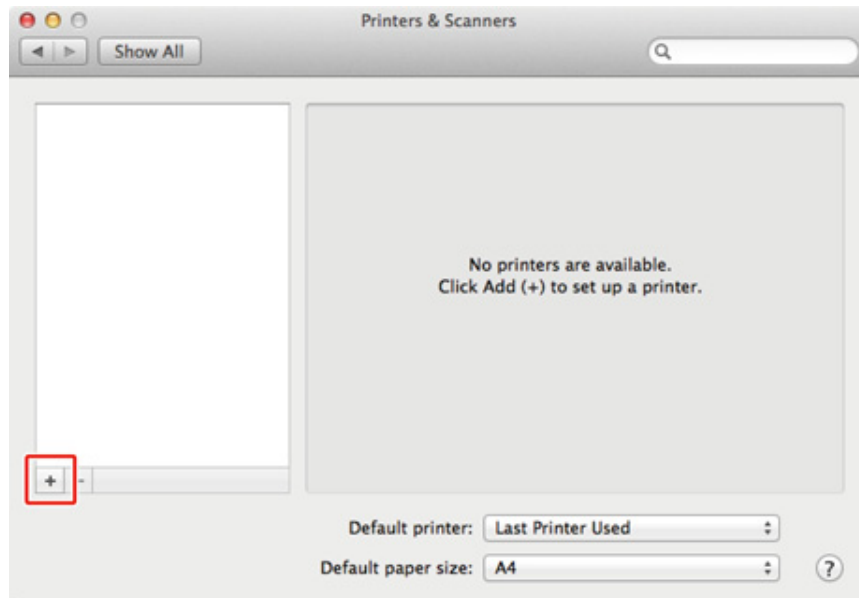 Printers & Scanners
Show All
No printers are available.
Click Add (+) to set up a printer.
+ -
Default printer: Last Printer Used
Default paper size: A4 ?